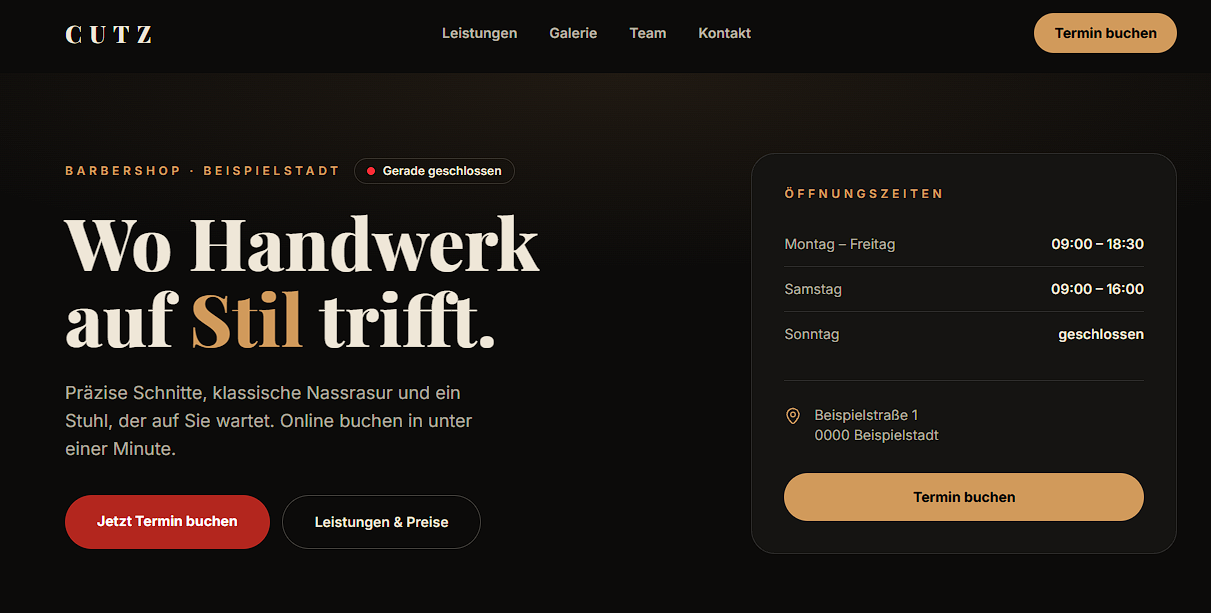 CUTZ
Leistungen Galerie Team Kontakt
Termin buchen
BARBERSHOP · BEISPIELSTADT
Gerade geschlossen
Wo Handwerk
auf Stil trifft.
Präzise Schnitte, klassische Nassrasur und ein
Stuhl, der auf Sie wartet. Online buchen in unter
einer Minute.
Jetzt Termin buchen
Leistungen & Preise
ÖFFNUNGSZEITEN
Montag – Freitag 09:00 – 18:30
Samstag 09:00 – 16:00
Sonntag geschlossen
Beispielstraße 1
0000 Beispielstadt
Termin buchen